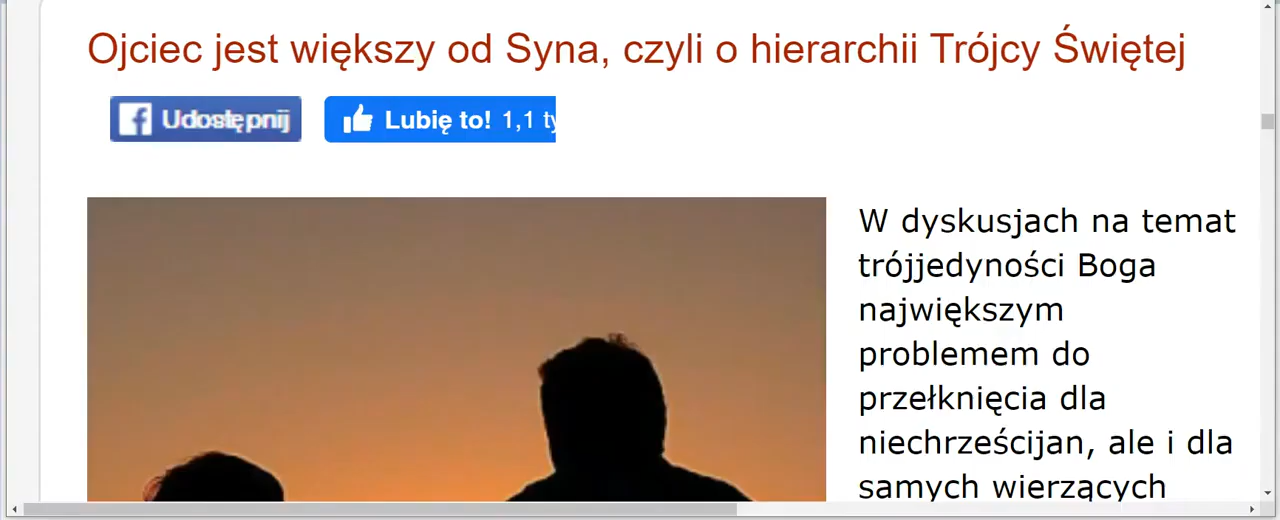 Ojciec jest większy od Syna, czyli o hierarchii Trójcy Świętej
Udostępnij
Lubię to! 1,1
W dyskusjach na temat
trójjedyności Boga
największym
problemem do
przełknięcia dla
niechrześcijan, ale i dla
samych wierzących